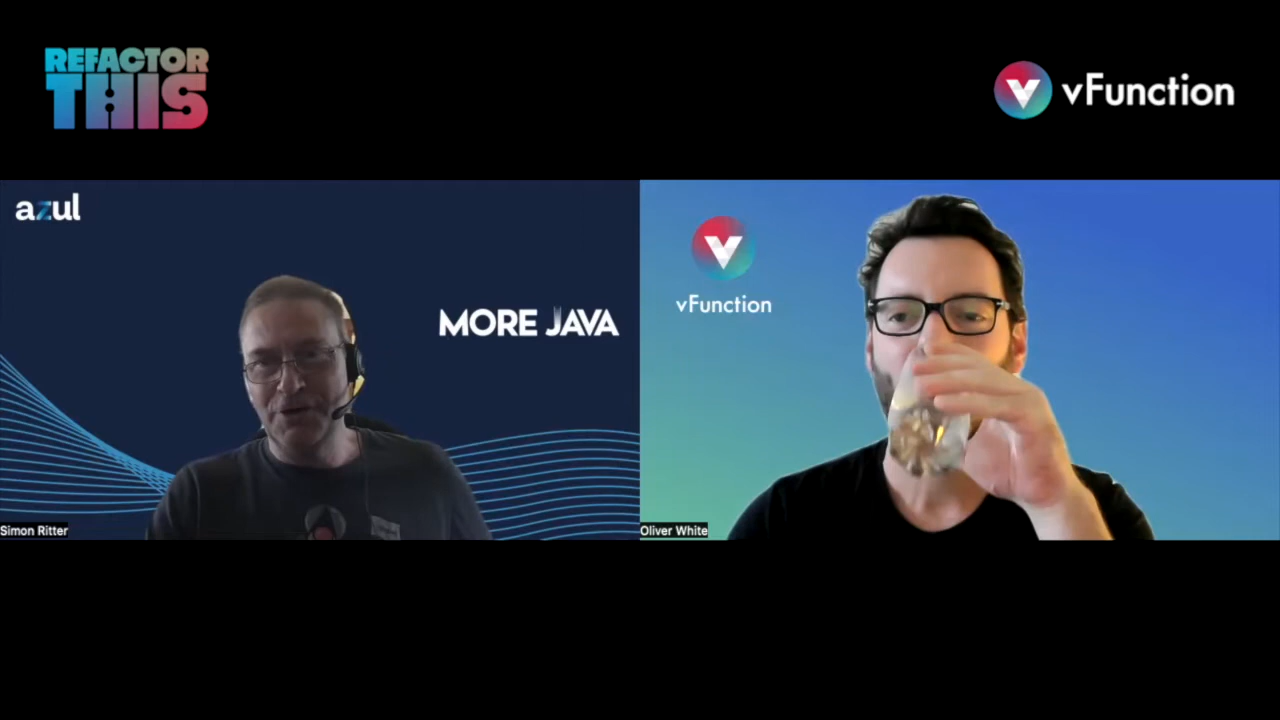 REFACTOR
THIS
vFunction
azul
MORE JAVA
vFunction
Simon Ritter
Oliver White